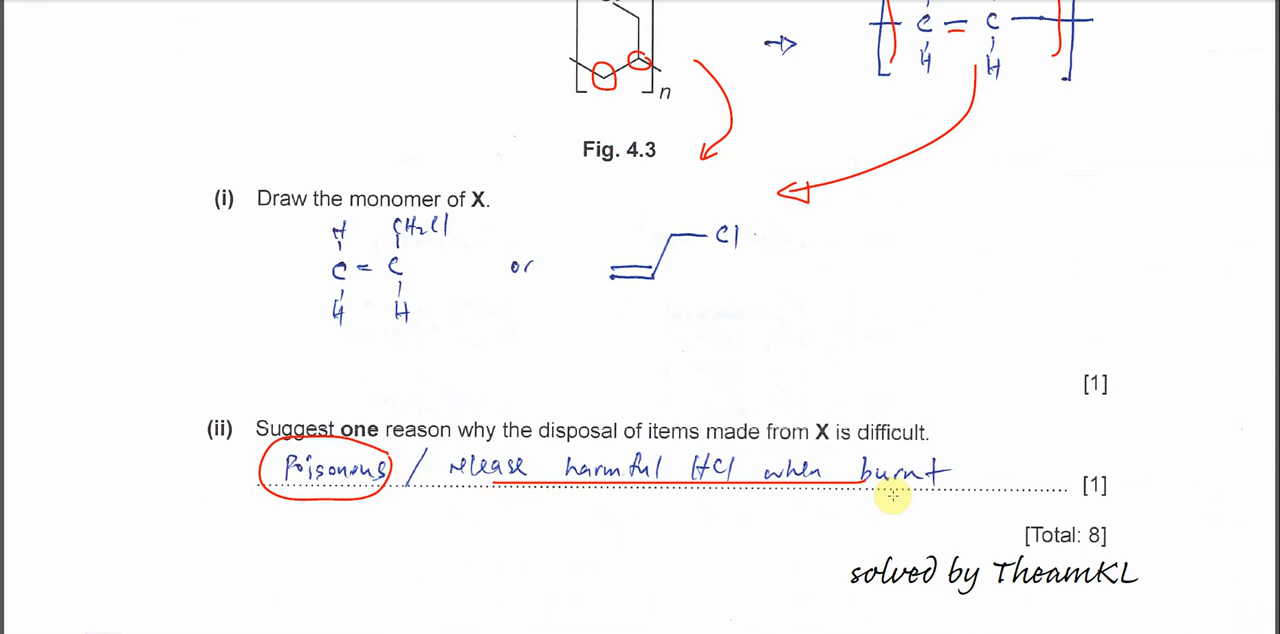 C = C
H H
n
Fig. 4.3
(i) Draw the monomer of X.
H CH2Cl
C = C or Cl
H H
[1]
(ii) Suggest one reason why the disposal of items made from X is difficult.
Poisonous / release harmful HCl when burnt [1]
[Total: 8]
solved by TheamKL